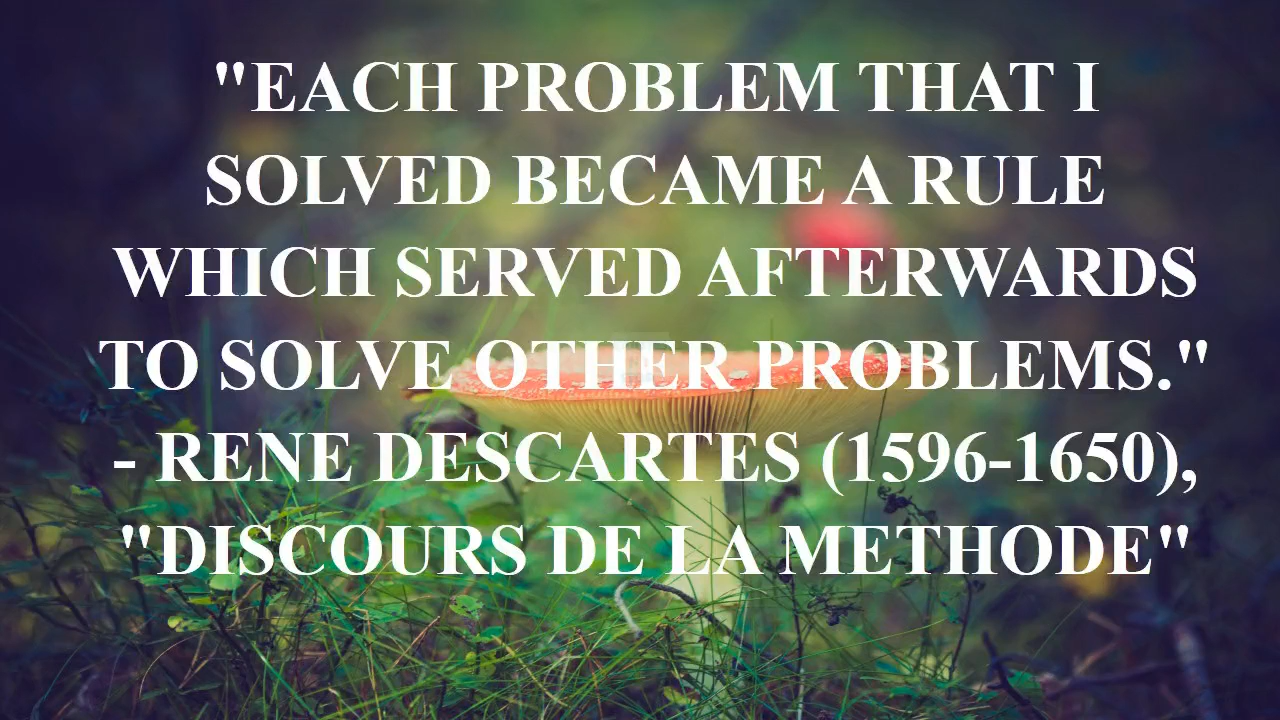 "EACH PROBLEM THAT I
SOLVED BECAME A RULE
WHICH SERVED AFTERWARDS
TO SOLVE OTHER PROBLEMS."
- RENE DESCARTES (1596-1650),
"DISCOURS DE LA METHODE"